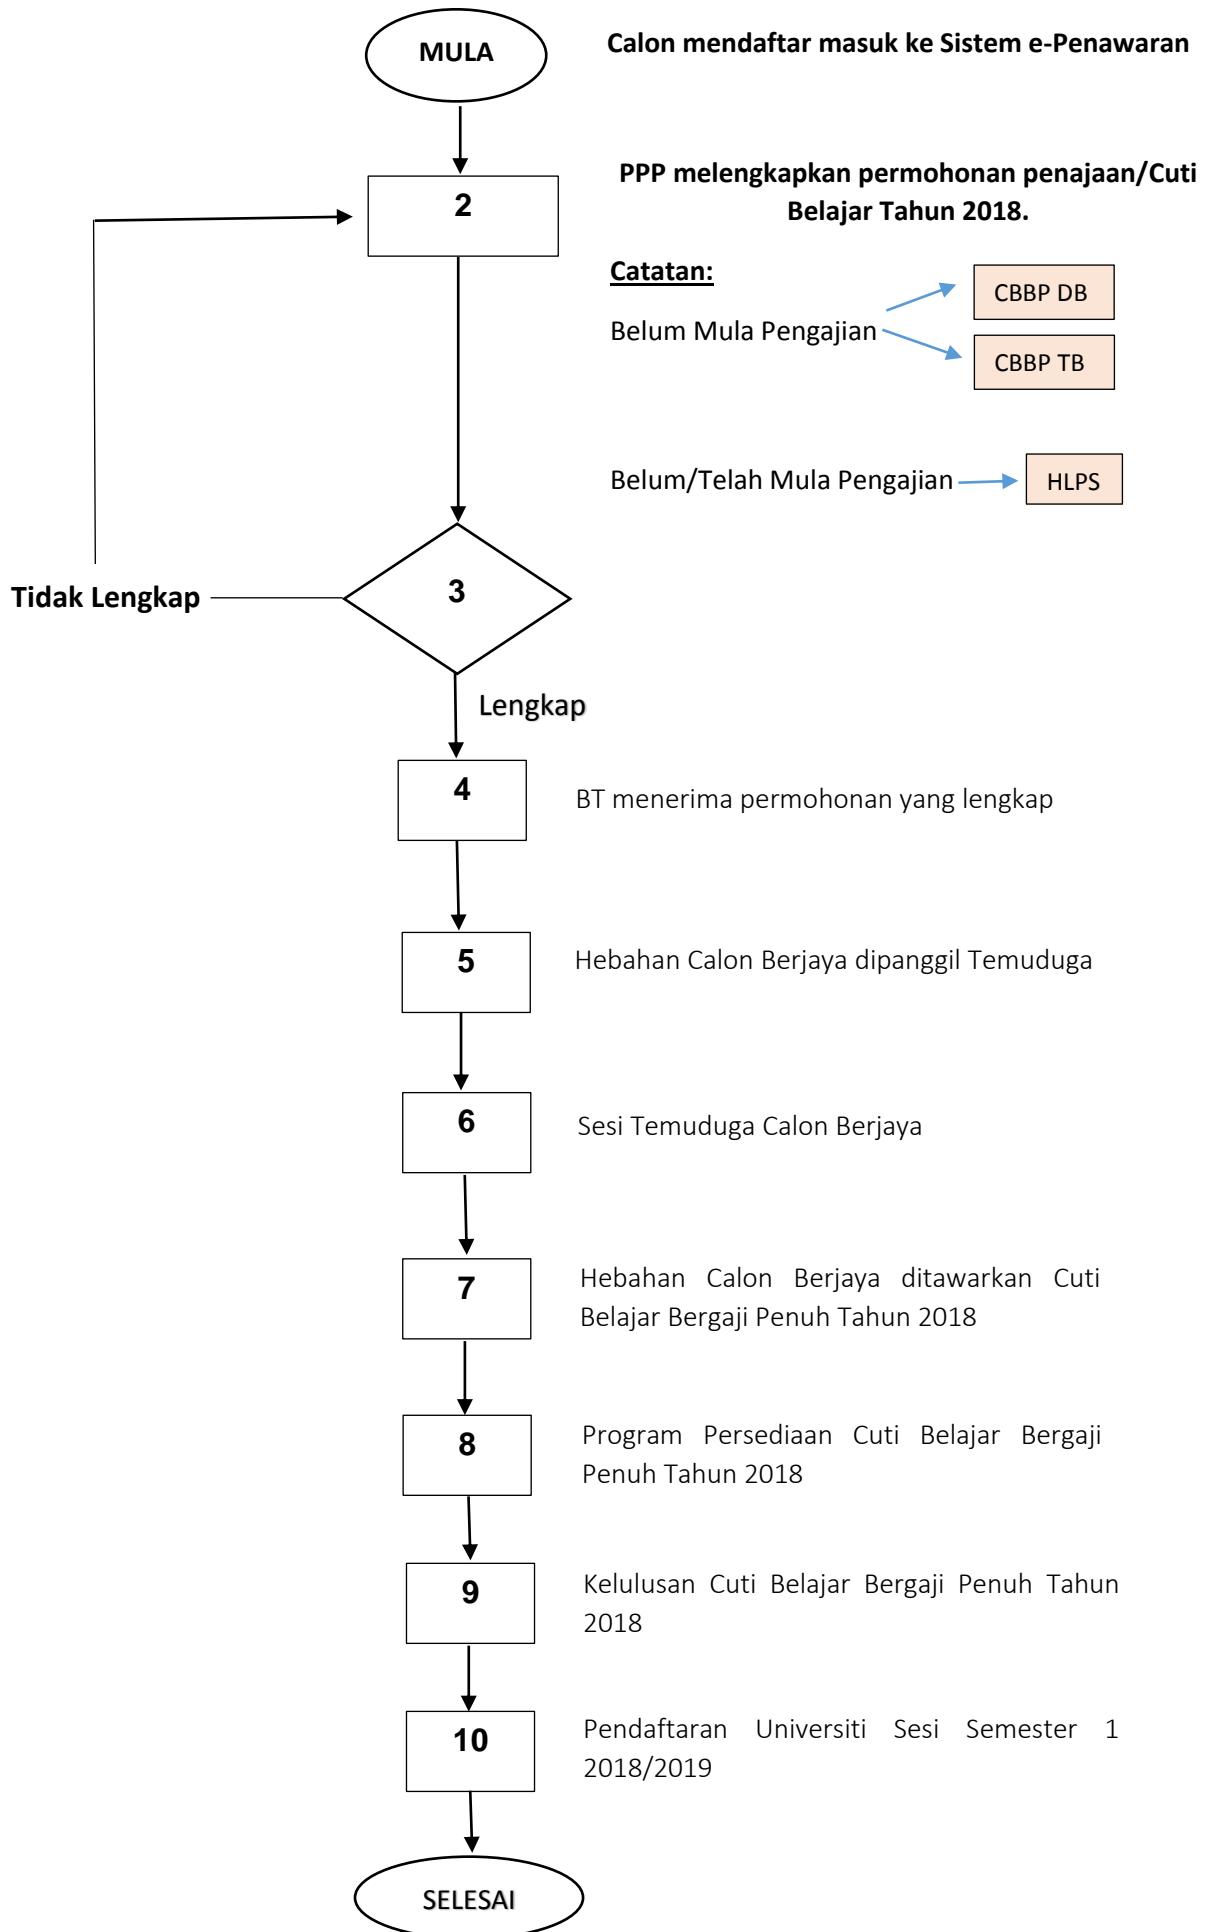 MULA
Calon mendaftar masuk ke Sistem e-Penawaran
2
PPP melengkapkan permohonan penajaan/Cuti
Belajar Tahun 2018.
Catatan:
CBBP DB
Belum Mula Pengajian
CBBP TB
Belum/Telah Mula Pengajian
HLPS
3
Tidak Lengkap
Lengkap
4
BT menerima permohonan yang lengkap
5
Hebahan Calon Berjaya dipanggil Temuduga
6
Sesi Temuduga Calon Berjaya
7
Hebahan Calon Berjaya ditawarkan Cuti
Belajar Bergaji Penuh Tahun 2018
8
Program Persediaan Cuti Belajar Bergaji
Penuh Tahun 2018
9
Kelulusan Cuti Belajar Bergaji Penuh Tahun
2018
10
Pendaftaran Universiti Sesi Semester 1
2018/2019
SELESAI